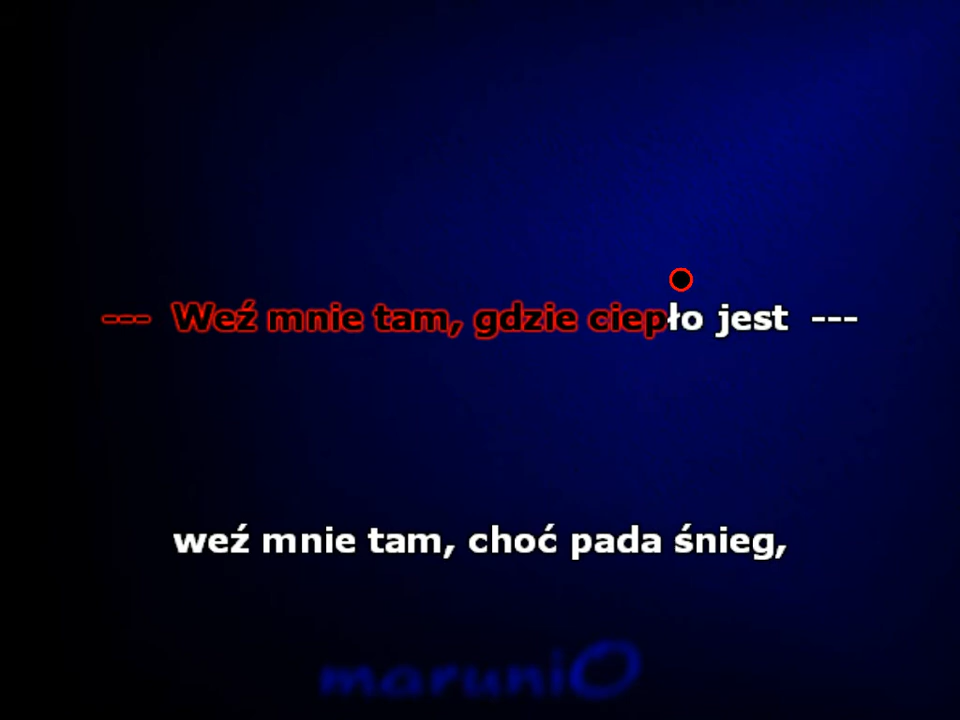 --- Weź mnie tam, gdzie ciepło jest ---
weź mnie tam, choć pada śnieg,
maruniO